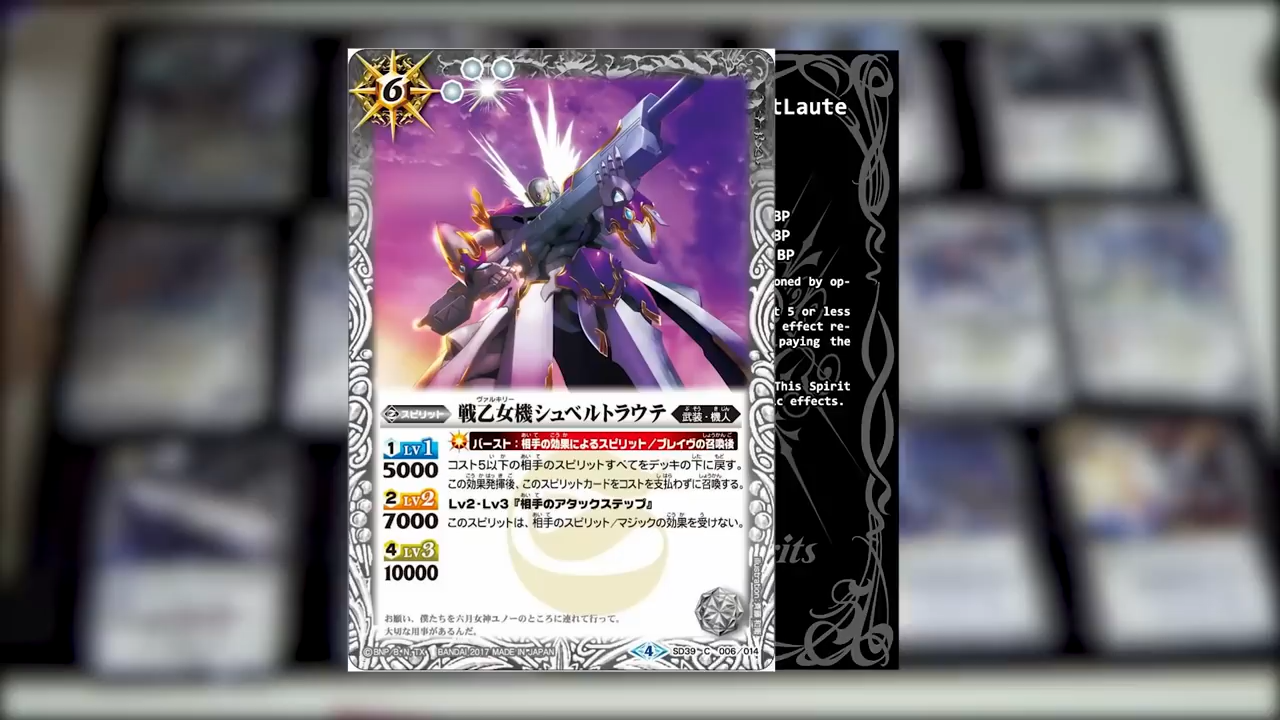 6
tLaute
BP
BP
BP
oned by op-
t 5 or less
effect re-
paying the
This Spirit
c effects.
rits
ヴァルキリー
スピリット 戦乙女機シュベルトラウテ 武装・機人
1 LV1
5000
2 LV2
7000
4 LV3
10000
バースト:相手の効果によるスピリット/ブレイヴの召喚後
コスト5以下の相手のスピリットすべてをデッキの下に戻す。
この効果発揮後、このスピリットカードをコストを支払わずに召喚する。
Lv2・Lv3『相手のアタックステップ』
このスピリットは、相手のスピリット/マジックの効果を受けない。
お願い、僕たちを六月女神ユノーのところに連れて行って。
大切な用事があるんだ。
©BNP, B・N, TX BANDAI 2017 MADE IN JAPAN
4 SD39 C 006/014